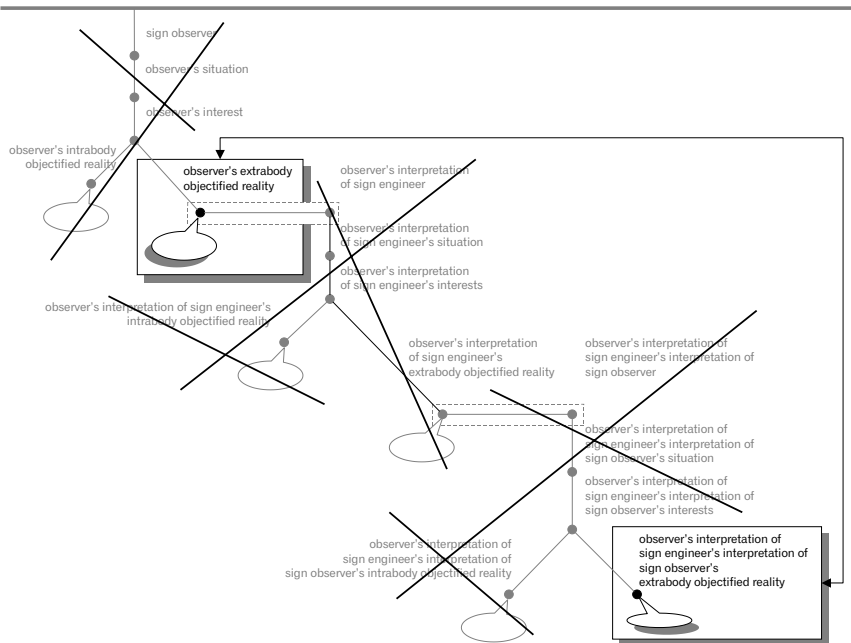 sign observer
observer's situation
observer's interest
observer's intrabody
objectified reality
observer's extrabody
objectified reality
observer's interpretation
of sign engineer
observer's interpretation
of sign engineer's situation
observer's interpretation
of sign engineer's interests
observer's interpretation of sign engineer's
intrabody objectified reality
observer's interpretation
of sign engineer's
extrabody objectified reality
observer's interpretation of
sign engineer's interpretation of
sign observer
observer's interpretation of
sign engineer's interpretation of
sign observer's situation
observer's interpretation of
sign engineer's interpretation of
sign observer's interests
observer's interpretation of
sign engineer's interpretation of
sign observer's intrabody objectified reality
observer's interpretation of
sign engineer's interpretation of
sign observer's
extrabody objectified reality